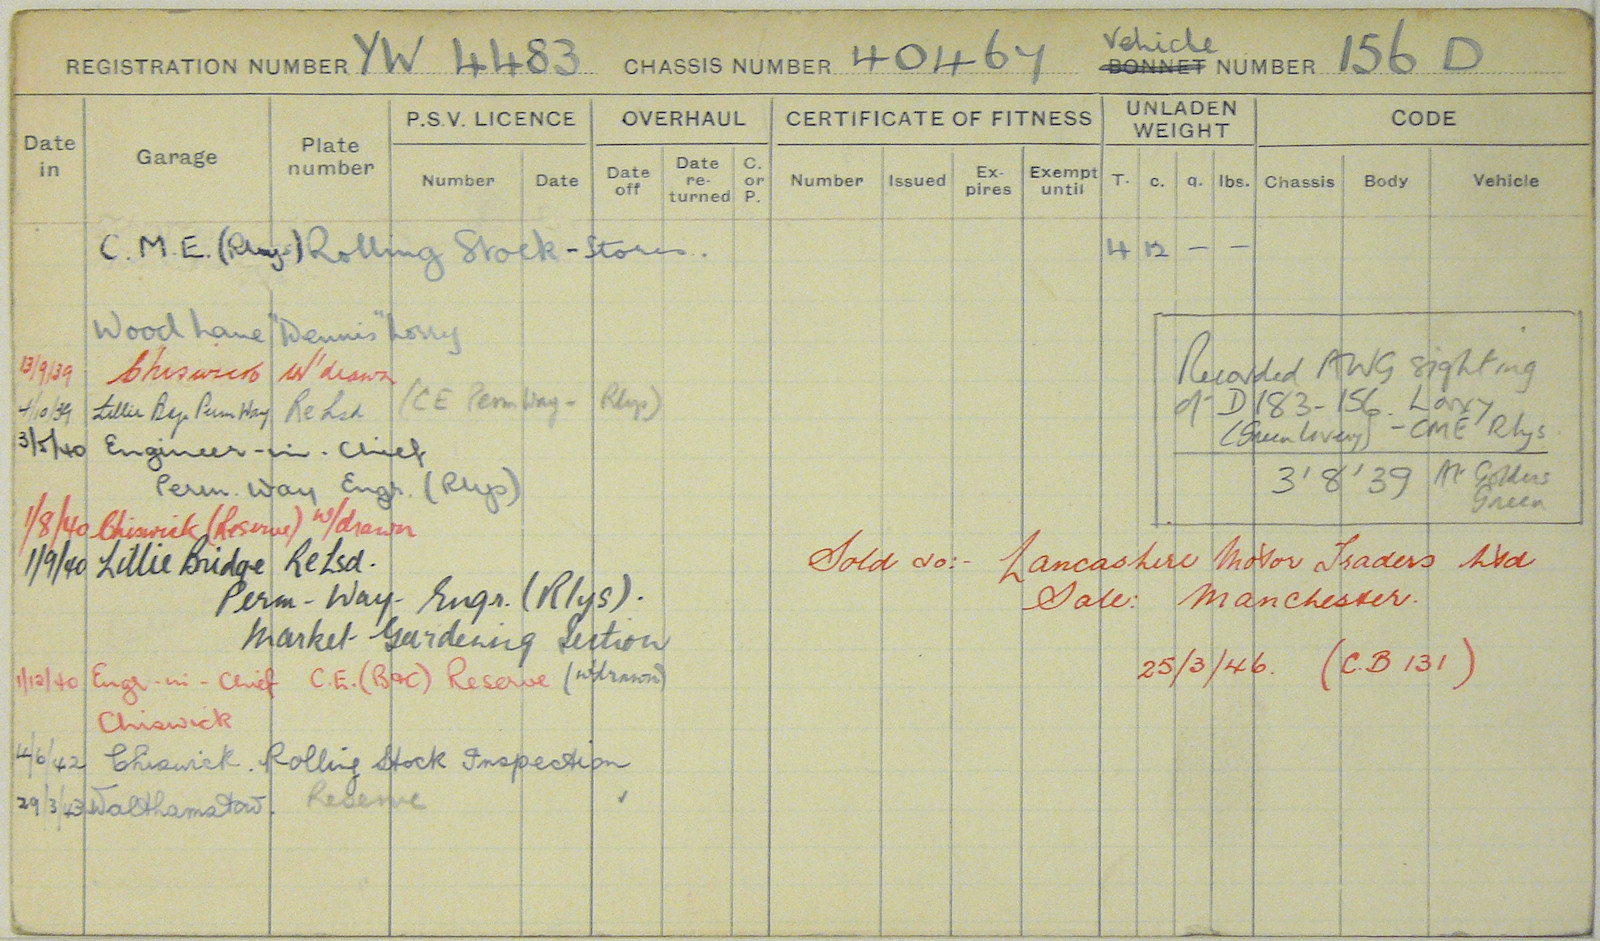 REGISTRATION NUMBER YW 4483 CHASSIS NUMBER 40467 Vehicle BONNET NUMBER 156 D
Date in Garage Plate number P.S.V. LICENCE OVERHAUL CERTIFICATE OF FITNESS UNLADEN WEIGHT CODE
Number Date Date off Date re-turned C. or P. Number Issued Ex-pires Exempt until T. c. q. lbs. Chassis Body Vehicle
C.M.E. (Rlys) Rolling Stock - Stores. 4 12 - -
Wood Lane "Dennis" Lorry
13/9/39 Chiswick W'drawn
4/10/39 Lillie Bge Perm Way ReLsd (CE Perm Way - Rlys)
3/5/40 Engineer-in-Chief
Perm. Way Engr. (Rlys)
1/8/40 Chiswick (Reserve) w/drawn
1/9/40 Lillie Bridge ReLsd.
Perm-Way-Engr. (Rlys).
Market Gardening Section
1/12/40 Engr-in-Chief C.E. (B&C) Reserve (w'drawn)
Chiswick
4/6/42 Chiswick. Rolling Stock Inspection
29/3/43 Walthamstow. Reserve ✓
Recorded AWG sighting
of D183-156. Lorry
(Green livery) - CME Rlys.
3'8'39 At Golders Green
Sold to:- Lancashire Motor Traders Ltd
Sale: Manchester.
25/3/46. (C.B 131)